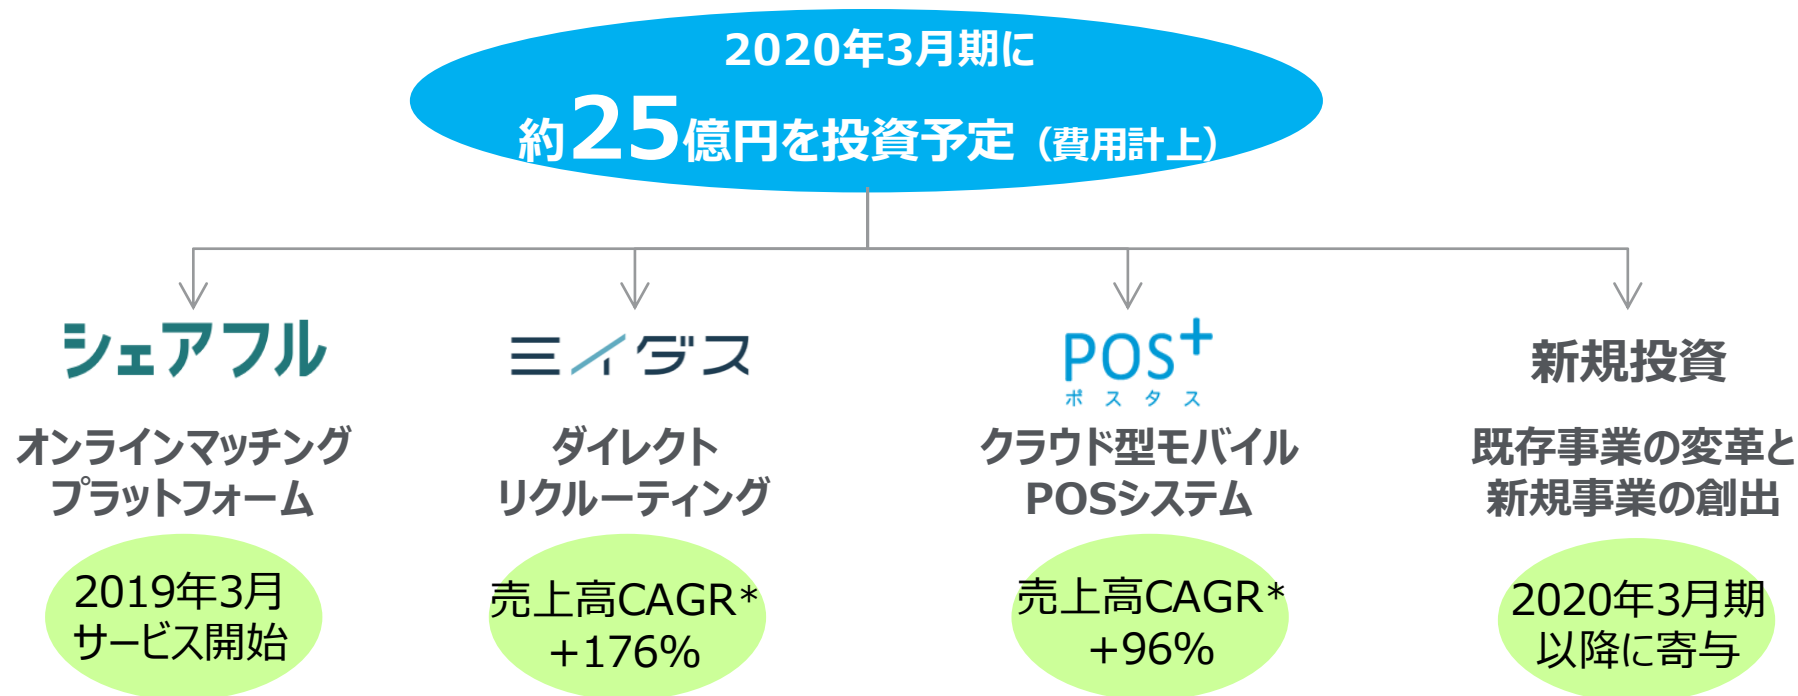 2020年3月期に
約25億円を投資予定（費用計上）
シェアフル
ミイダス
POS+
ポスタス
新規投資
オンラインマッチング
プラットフォーム
ダイレクト
リクルーティング
クラウド型モバイル
POSシステム
既存事業の変革と
新規事業の創出
2019年3月
サービス開始
売上高CAGR*
+176%
売上高CAGR*
+96%
2020年3月期
以降に寄与